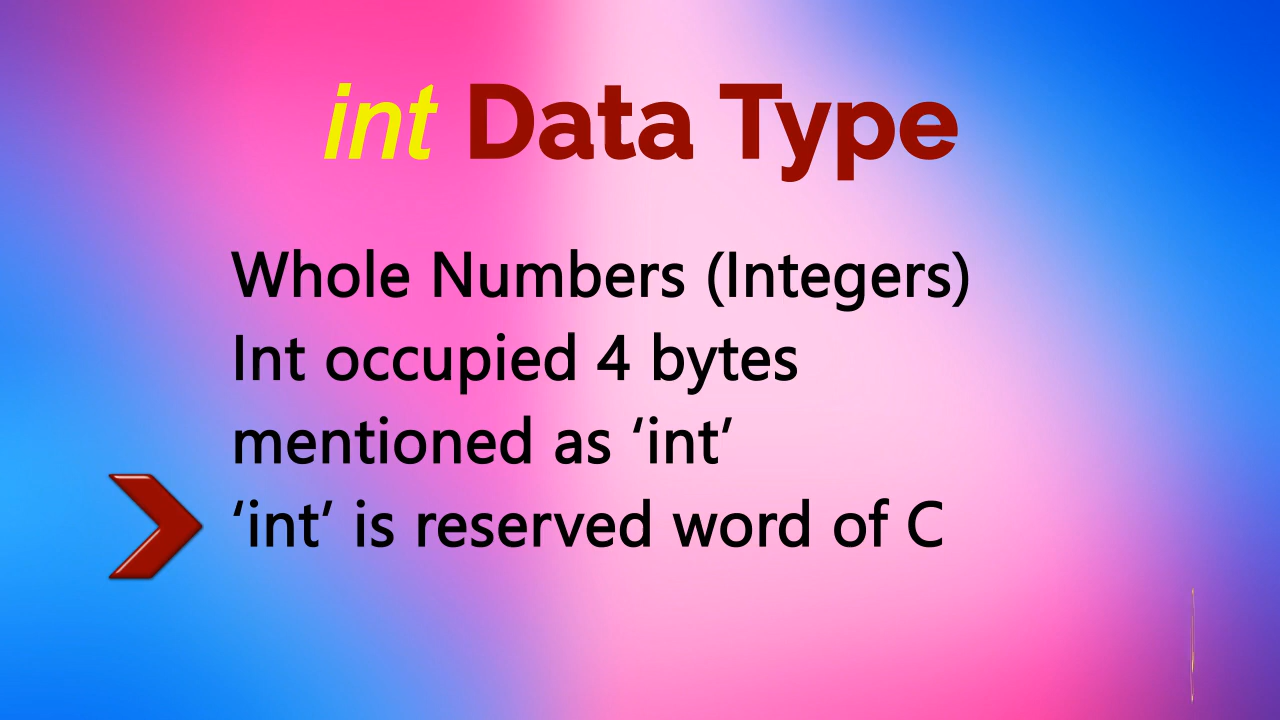 int Data Type
Whole Numbers (Integers)
Int occupied 4 bytes
mentioned as ‘int’
‘int’ is reserved word of C